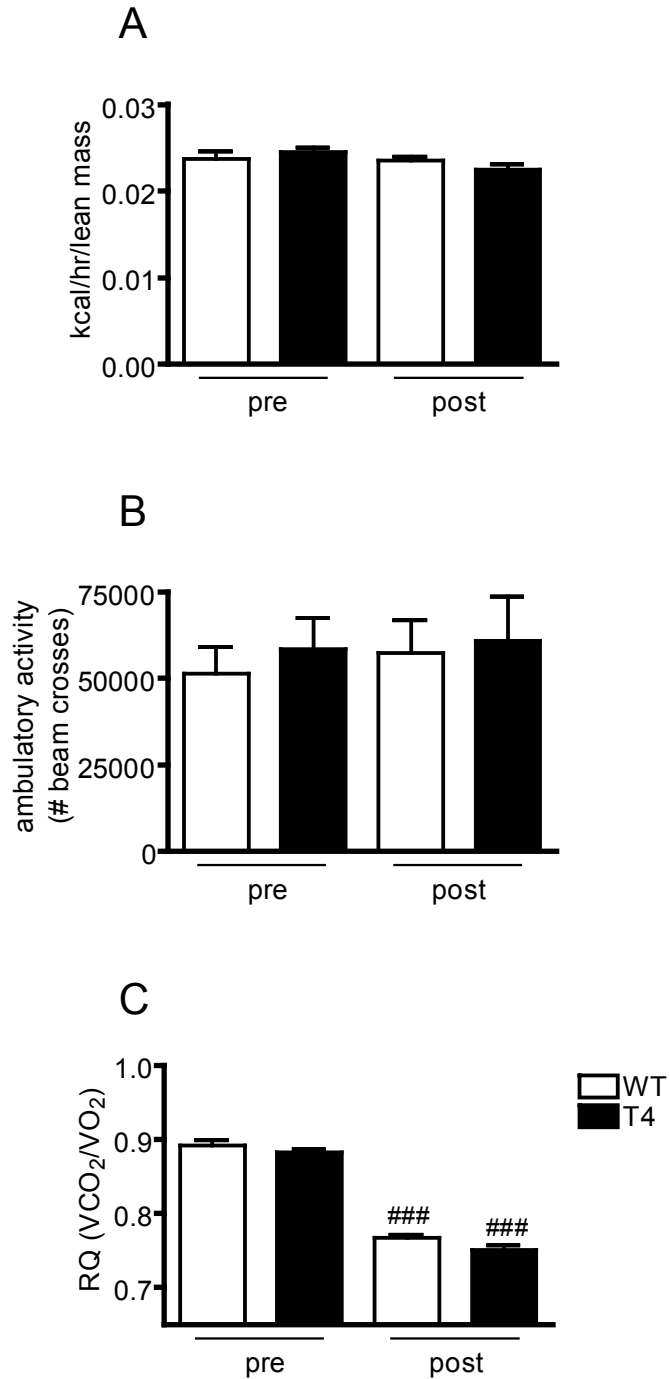 A
kcal/hr/lean mass
0.03
0.02
0.01
0.00
pre post
B
ambulatory activity
(# beam crosses)
75000
50000
25000
0
pre post
C
RQ (VCO₂/VO₂)
1.0
0.9
0.8
0.7
### ###
pre post
WT
T4